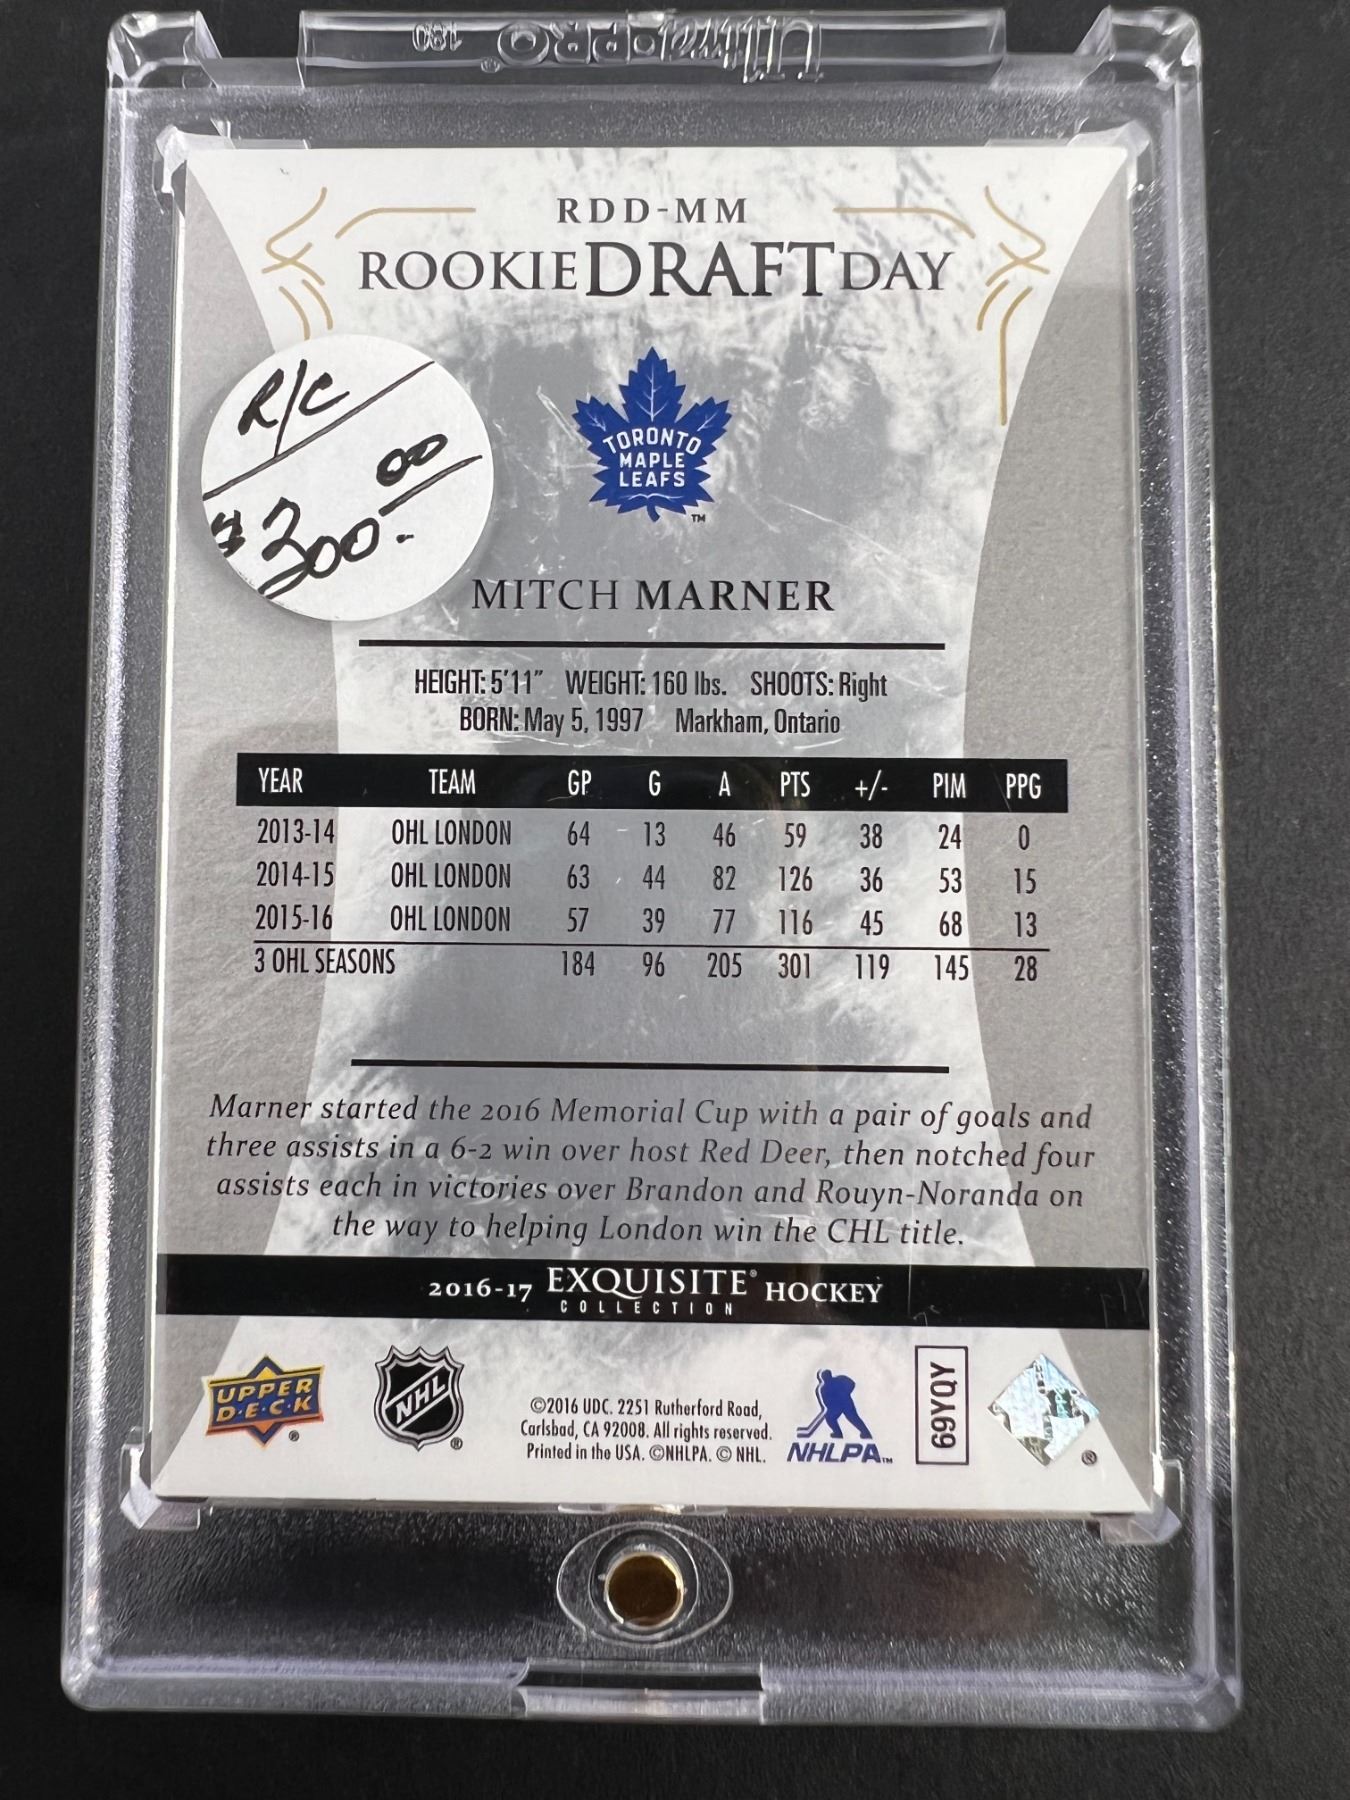 Ultra PRO® 180
RDD-MM
ROOKIE DRAFT DAY
R/C
$200.00
TORONTO
MAPLE
LEAFS
TM
MITCH MARNER
HEIGHT: 5'11" WEIGHT: 160 lbs. SHOOTS: Right
BORN: May 5, 1997 Markham, Ontario
YEAR TEAM GP G A PTS +/- PIM PPG
2013-14 OHL LONDON 64 13 46 59 38 24 0
2014-15 OHL LONDON 63 44 82 126 36 53 15
2015-16 OHL LONDON 57 39 77 116 45 68 13
3 OHL SEASONS 184 96 205 301 119 145 28
Marner started the 2016 Memorial Cup with a pair of goals and
three assists in a 6-2 win over host Red Deer, then notched four
assists each in victories over Brandon and Rouyn-Noranda on
the way to helping London win the CHL title.
2016-17 EXQUISITE® HOCKEY
COLLECTION
UPPER
D·E·C·K
®
NHL
®
©2016 UDC. 2251 Rutherford Road,
Carlsbad, CA 92008. All rights reserved.
Printed in the USA. ©NHLPA. © NHL.
NHLPA™
69YQY
®